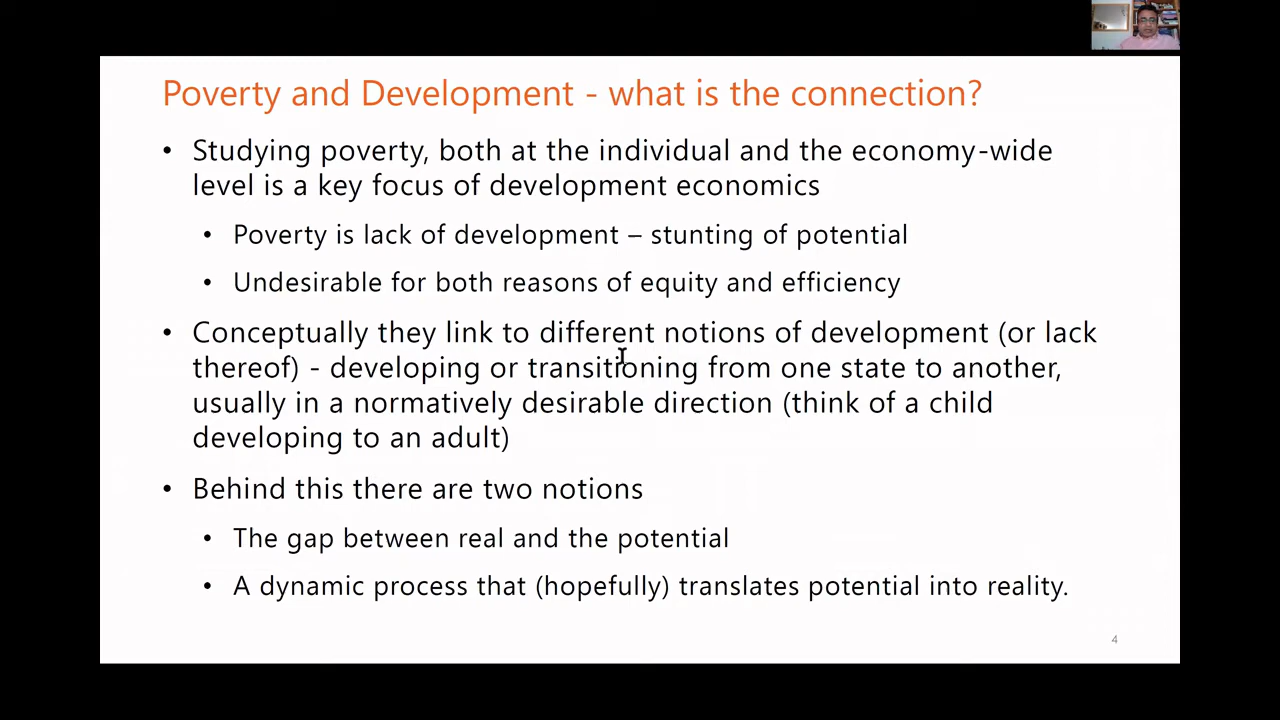 Poverty and Development - what is the connection?
• Studying poverty, both at the individual and the economy-wide
level is a key focus of development economics
• Poverty is lack of development – stunting of potential
• Undesirable for both reasons of equity and efficiency
• Conceptually they link to different notions of development (or lack
thereof) - developing or transitioning from one state to another,
usually in a normatively desirable direction (think of a child
developing to an adult)
• Behind this there are two notions
• The gap between real and the potential
• A dynamic process that (hopefully) translates potential into reality.
4